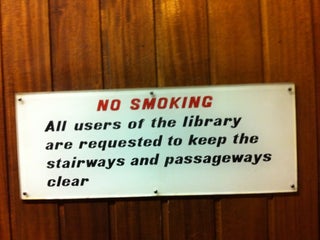 NO SMOKING
All users of the library
are requested to keep the
stairways and passageways
clear